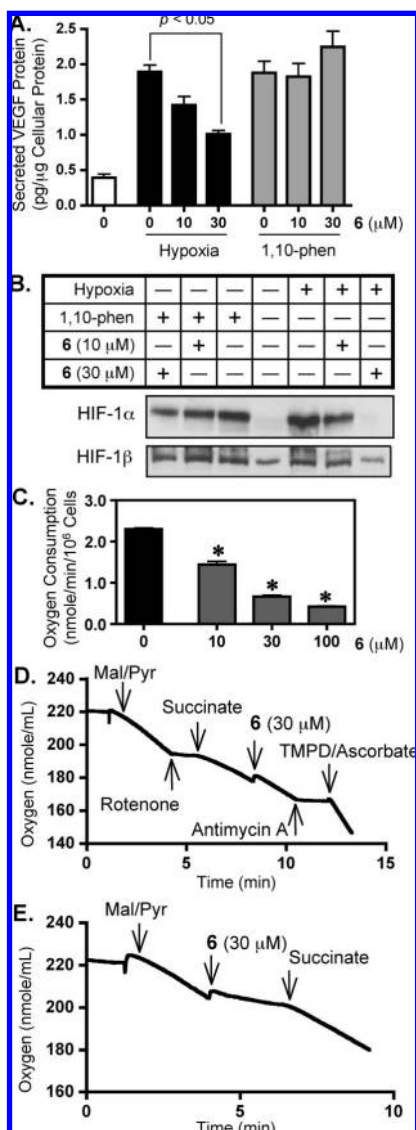 A.
p < 0.05
Secreted VEGF Protein
(pg/μg Cellular Protein)
2.5
2.0
1.5
1.0
0.5
0.0
0 0 10 30 0 10 30 6 (μM)
Hypoxia 1,10-phen
B.
Hypoxia — — — — + + +
1,10-phen + + + — — — —
6 (10 μM) — + — — — + —
6 (30 μM) + — — — — — +
HIF-1α
HIF-1β
C.
Oxygen Consumption
(nmole/min/10⁶ Cells)
3.0
2.0
1.0
0.0
* * *
0 10 30 100 6 (μM)
D.
Oxygen (nmole/mL)
240
220
200
180
160
140
Mal/Pyr
Succinate
6 (30 μM)
TMPD/Ascorbate
Rotenone
Antimycin A
0 5 10 15
Time (min)
E.
Oxygen (nmole/mL)
240
220
200
180
160
Mal/Pyr
6 (30 μM)
Succinate
0 5 10
Time (min)